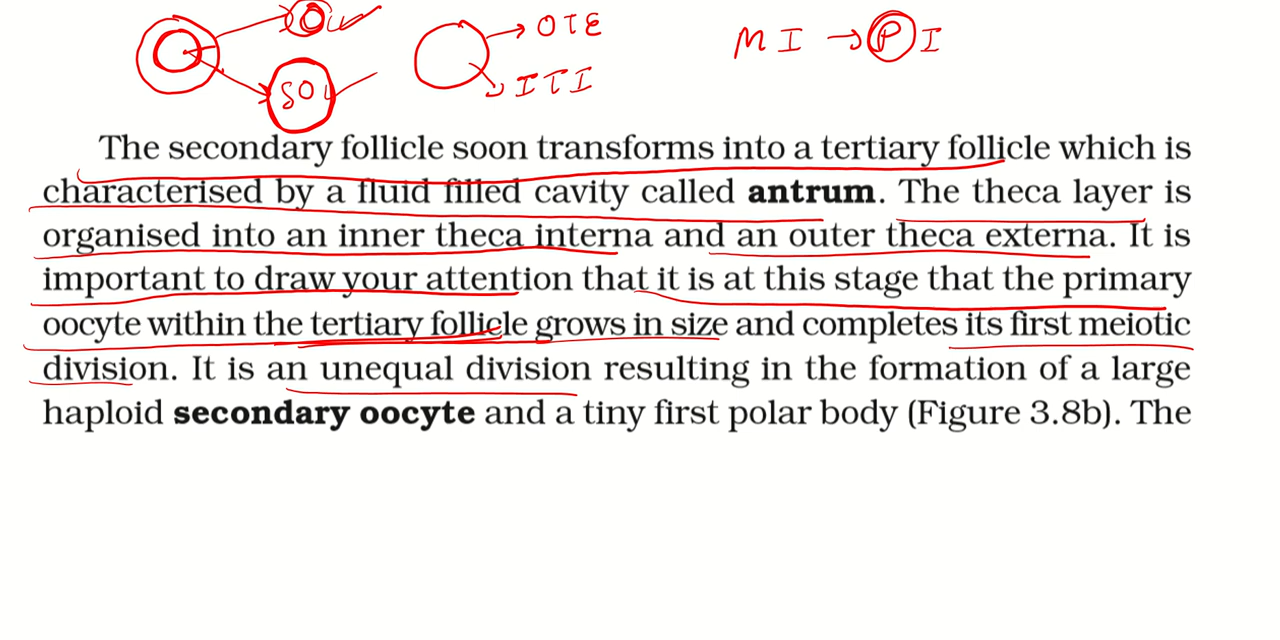 OTE
M I → P I
SO
ITI
The secondary follicle soon transforms into a tertiary follicle which is
characterised by a fluid filled cavity called antrum. The theca layer is
organised into an inner theca interna and an outer theca externa. It is
important to draw your attention that it is at this stage that the primary
oocyte within the tertiary follicle grows in size and completes its first meiotic
division. It is an unequal division resulting in the formation of a large
haploid secondary oocyte and a tiny first polar body (Figure 3.8b). The